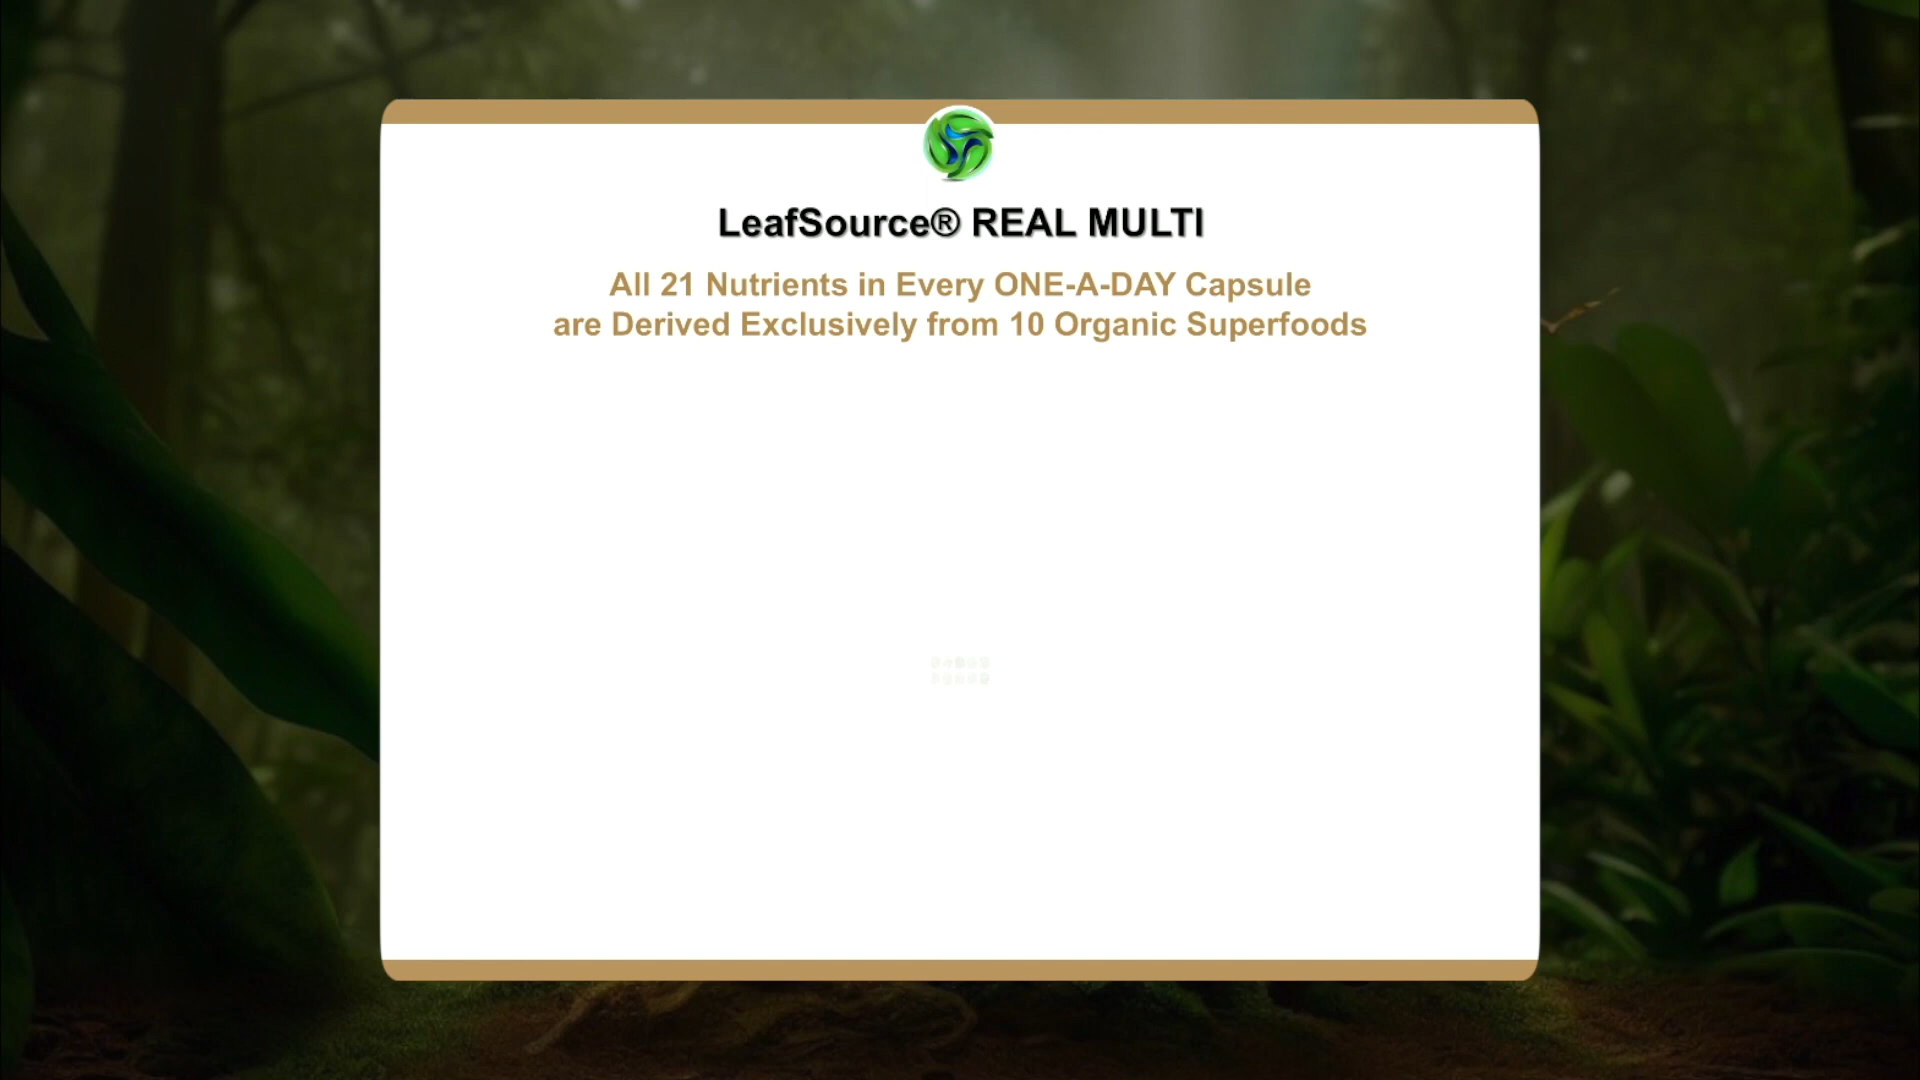 LeafSource® REAL MULTI
All 21 Nutrients in Every ONE-A-DAY Capsule
are Derived Exclusively from 10 Organic Superfoods